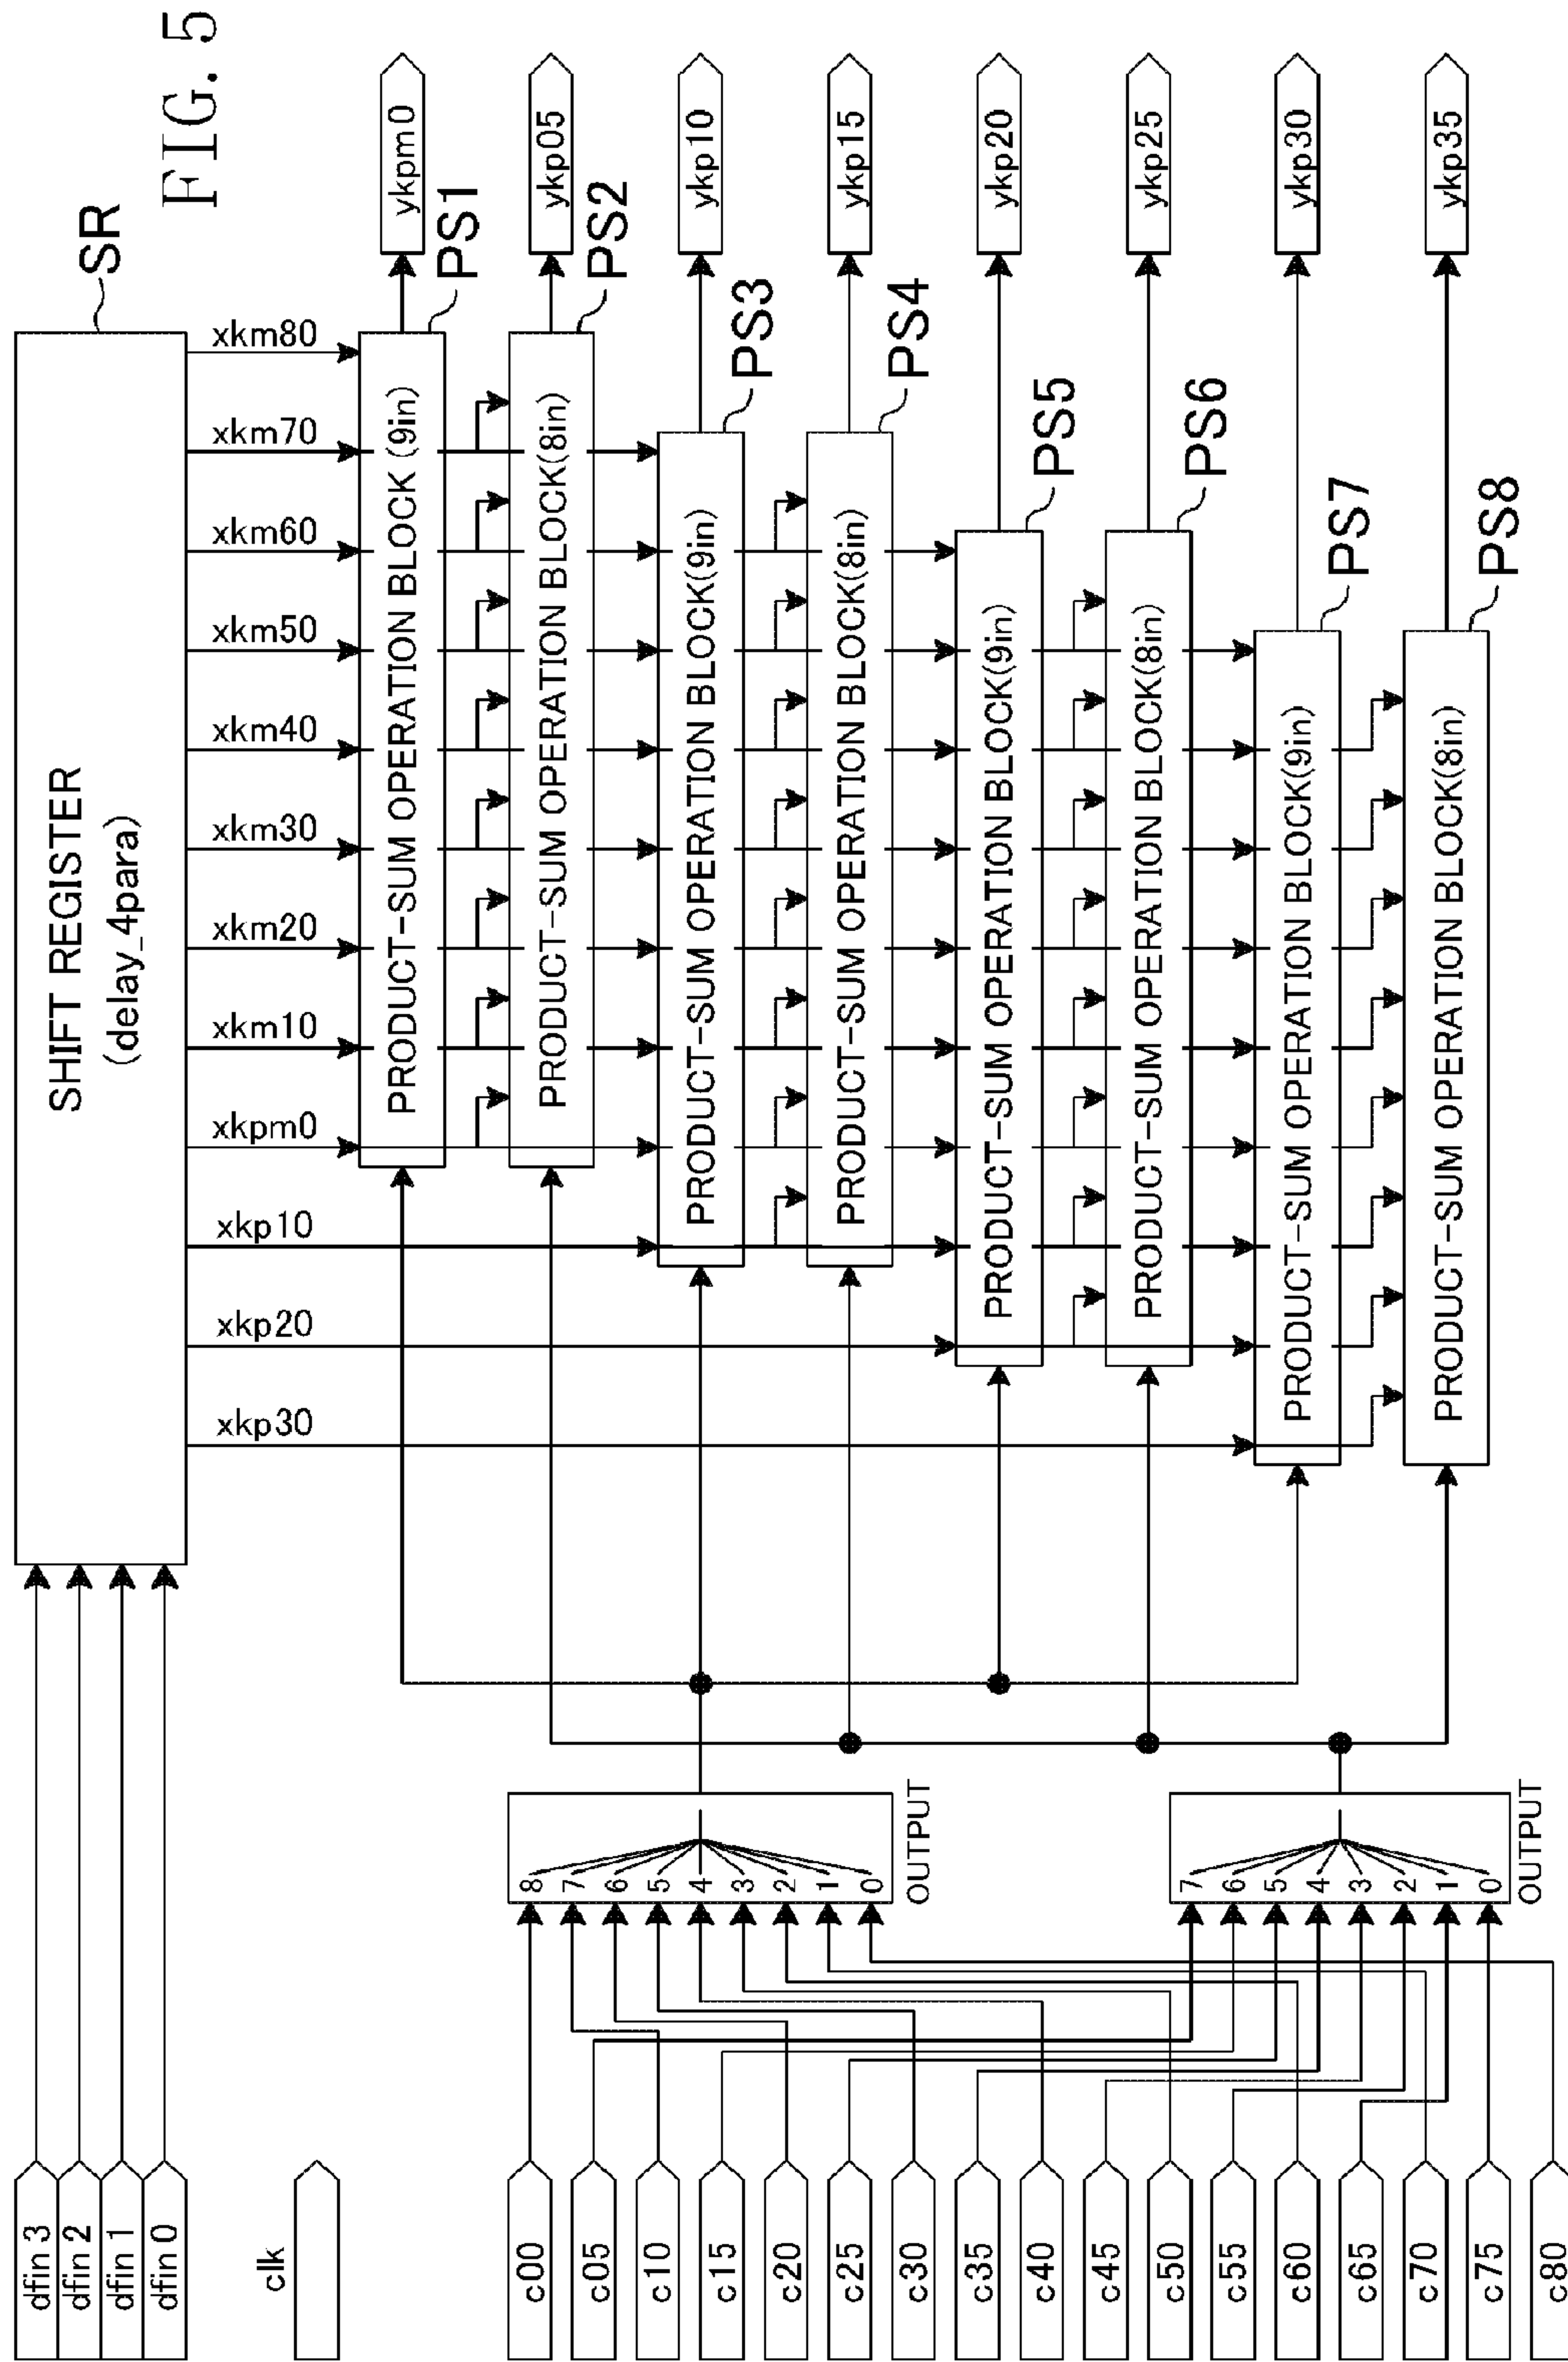 FIG. 5
SHIFT REGISTER
(delay_4para)
SR
dfin 3
dfin 2
dfin 1
dfin 0
clk
xkp30
xkp20
xkp10
xkpm0
xkm10
xkm20
xkm30
xkm40
xkm50
xkm60
xkm70
xkm80
PRODUCT-SUM OPERATION BLOCK (9in)
PS1
ykpm0
PRODUCT-SUM OPERATION BLOCK(8in)
PS2
ykp05
PRODUCT-SUM OPERATION BLOCK(9in)
PS3
ykp10
PRODUCT-SUM OPERATION BLOCK(8in)
PS4
ykp15
PRODUCT-SUM OPERATION BLOCK(9in)
PS5
ykp20
PRODUCT-SUM OPERATION BLOCK(8in)
PS6
ykp25
PRODUCT-SUM OPERATION BLOCK(9in)
PS7
ykp30
PRODUCT-SUM OPERATION BLOCK(8in)
PS8
ykp35
8
7
6
5
4
3
2
1
0
OUTPUT
7
6
5
4
3
2
1
0
OUTPUT
c00
c05
c10
c15
c20
c25
c30
c35
c40
c45
c50
c55
c60
c65
c70
c75
c80